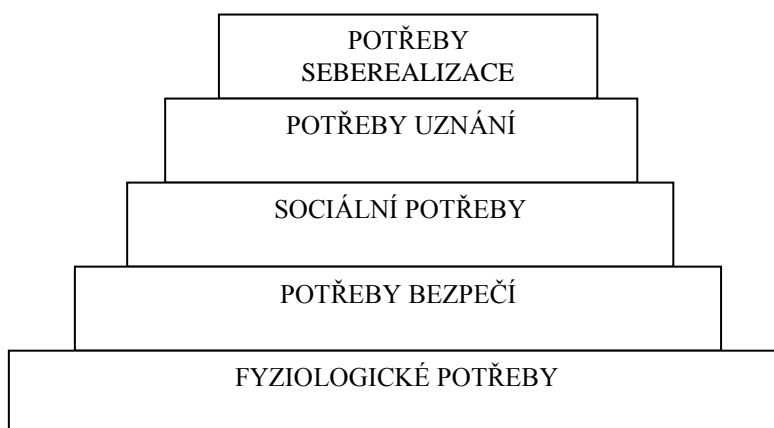 POTŘEBY
SEBEREALIZACE
POTŘEBY UZNÁNÍ
SOCIÁLNÍ POTŘEBY
POTŘEBY BEZPEČÍ
FYZIOLOGICKÉ POTŘEBY